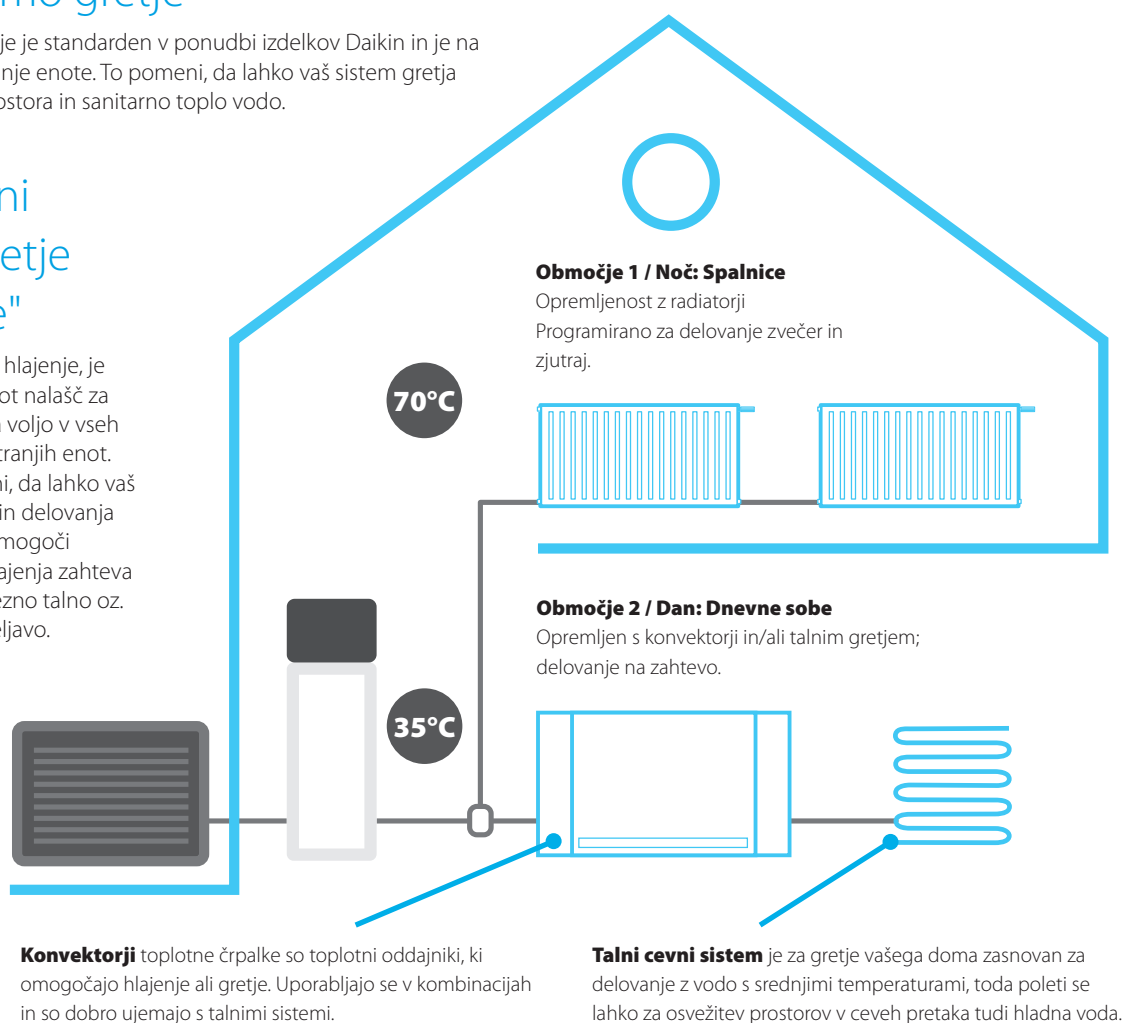 mo gretje
je je standarden v ponudbi izdelkov Daikin in je na
nje enote. To pomeni, da lahko vaš sistem gretja
ostora in sanitarno toplo vodo.
ni
etje
e"
hlajenje, je
ot nalašč za
voljo v vseh
tranjih enot.
ni, da lahko vaš
in delovanja
mogoči
ajenja zahteva
ezno talno oz.
eljavo.
Območje 1 / Noč: Spalnice
Opremljenost z radiatorji
Programirano za delovanje zvečer in
zjutraj.
70°C
Območje 2 / Dan: Dnevne sobe
Opremljen s konvektorji in/ali talnim gretjem;
delovanje na zahtevo.
35°C
Konvektorji toplotne črpalke so toplotni oddajniki, ki
omogočajo hlajenje ali gretje. Uporabljajo se v kombinacijah
in so dobro ujemajo s talnimi sistemi.
Talni cevni sistem je za gretje vašega doma zasnovan za
delovanje z vodo s srednjimi temperaturami, toda poleti se
lahko za osvežitev prostorov v ceveh pretaka tudi hladna voda.